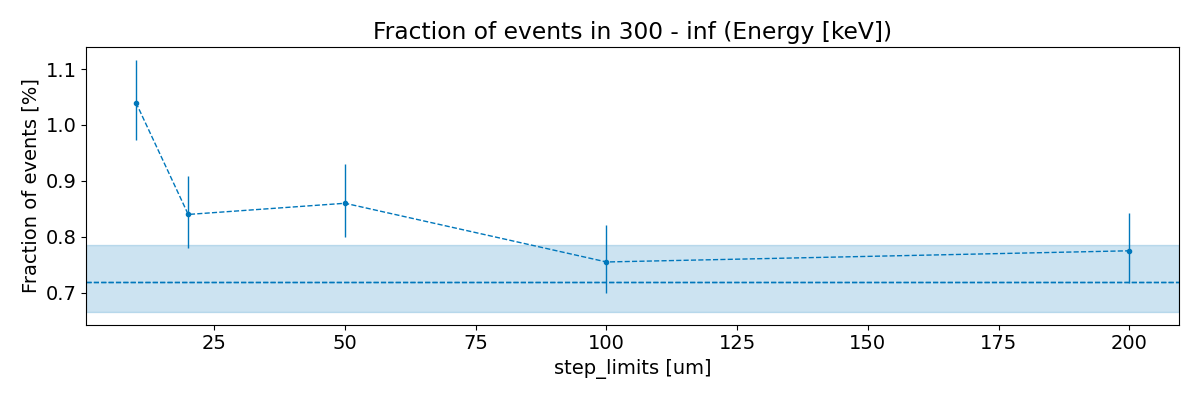 Fraction of events in 300 - inf (Energy [keV])
Fraction of events [%]
1.1
1.0
0.9
0.8
0.7
25 50 75 100 125 150 175 200
step_limits [um]